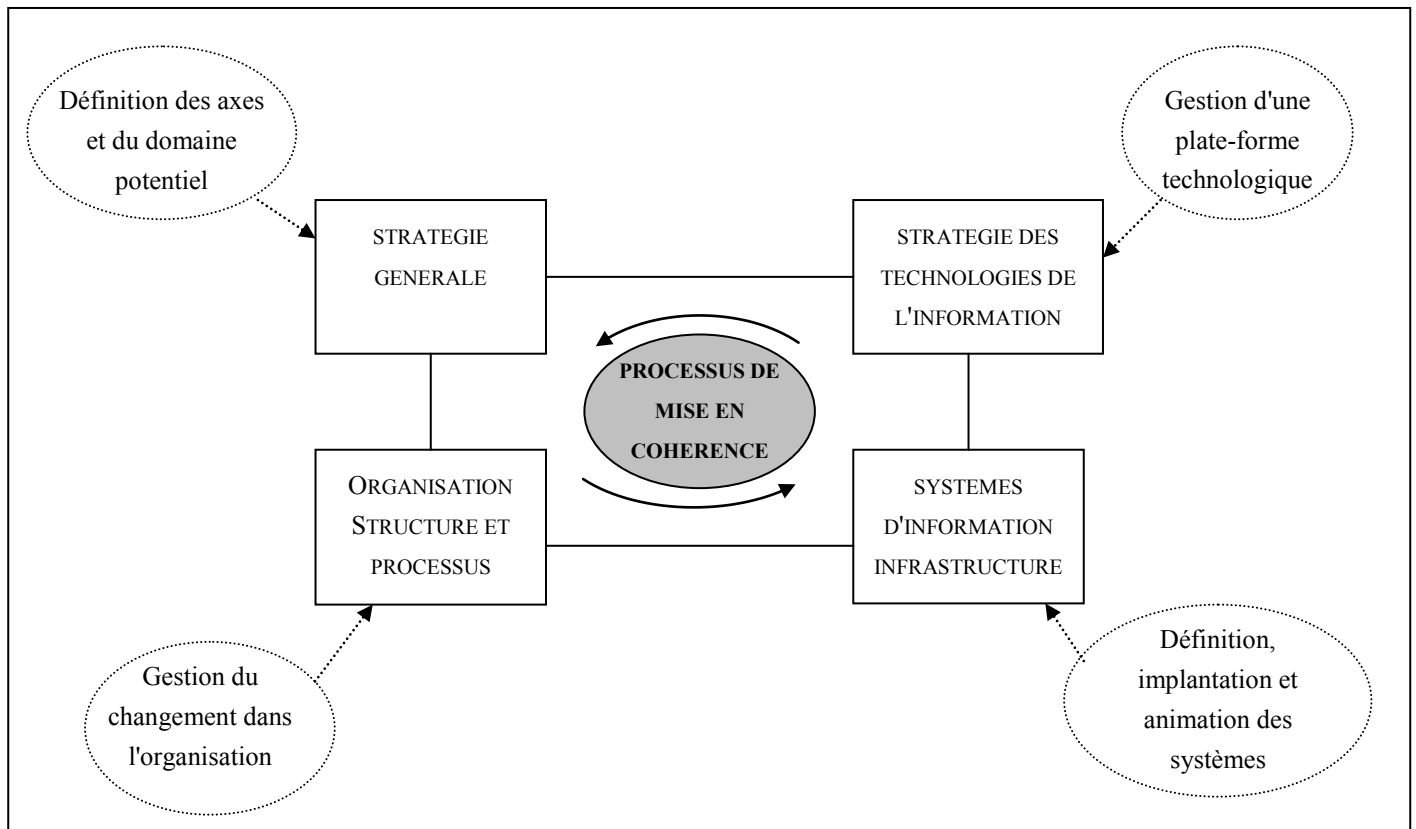 Définition des axes
et du domaine
potentiel
Gestion d'une
plate-forme
technologique
STRATEGIE
GENERALE
STRATEGIE DES
TECHNOLOGIES DE
L'INFORMATION
PROCESSUS DE
MISE EN
COHERENCE
ORGANISATION
STRUCTURE ET
PROCESSUS
SYSTEMES
D'INFORMATION
INFRASTRUCTURE
Gestion du
changement dans
l'organisation
Définition,
implantation et
animation des
systèmes